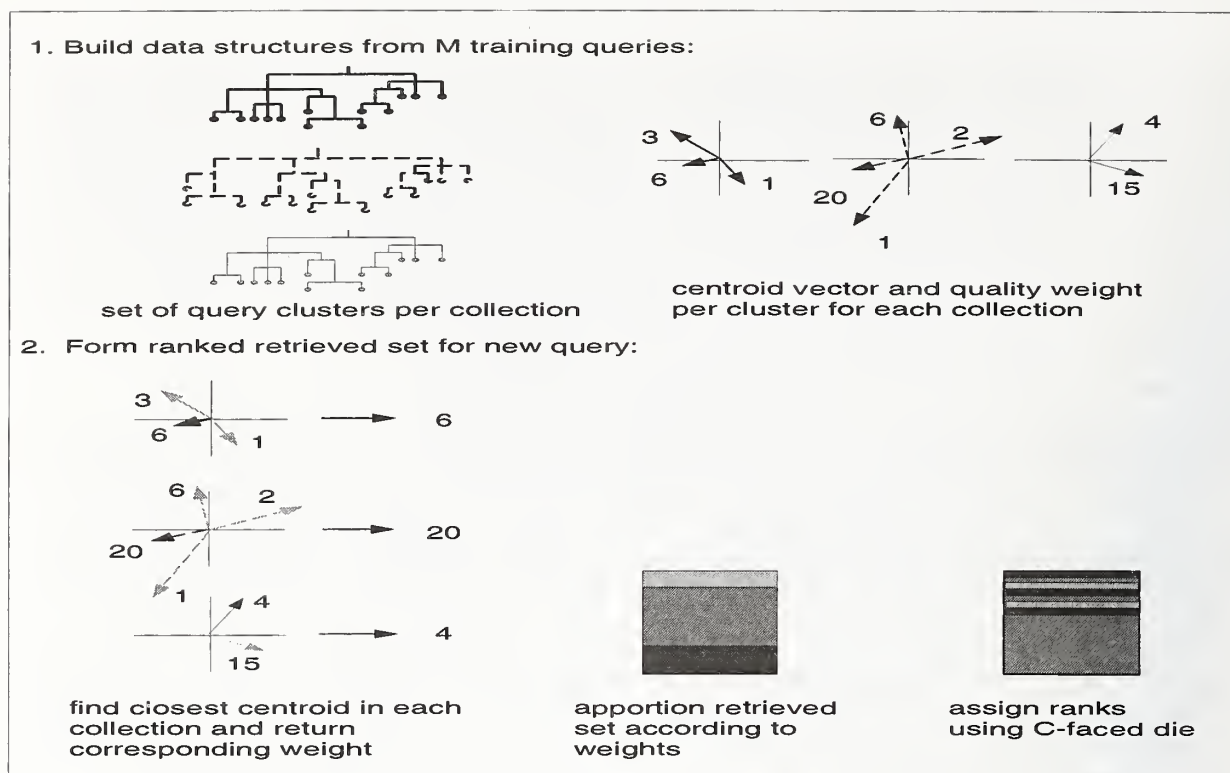 1. Build data structures from M training queries:
3
6
1
6
2
20
1
4
15
set of query clusters per collection
centroid vector and quality weight
per cluster for each collection
2. Form ranked retrieved set for new query:
3
6
1
6
6
2
20
1
20
4
15
4
find closest centroid in each
collection and return
corresponding weight
apportion retrieved
set according to
weights
assign ranks
using C-faced die